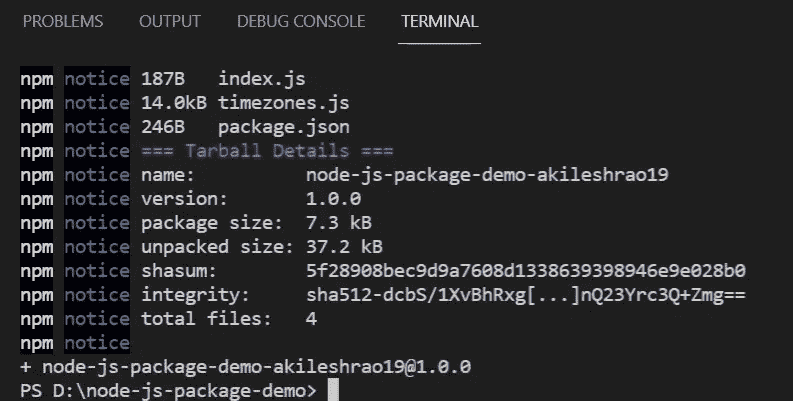 PROBLEMS OUTPUT DEBUG CONSOLE TERMINAL
npm notice 187B index.js
npm notice 14.0kB timezones.js
npm notice 246B package.json
npm notice === Tarball Details ===
npm notice name: node-js-package-demo-akileshrao19
npm notice version: 1.0.0
npm notice package size: 7.3 kB
npm notice unpacked size: 37.2 kB
npm notice shasum: 5f28908bec9d9a7608d1338639398946e9e028b0
npm notice integrity: sha512-dcbS/1XvBhRxg[...]nQ23Yrc3Q+Zmg==
npm notice total files: 4
npm notice
+ node-js-package-demo-akileshrao19@1.0.0
PS D:\node-js-package-demo>